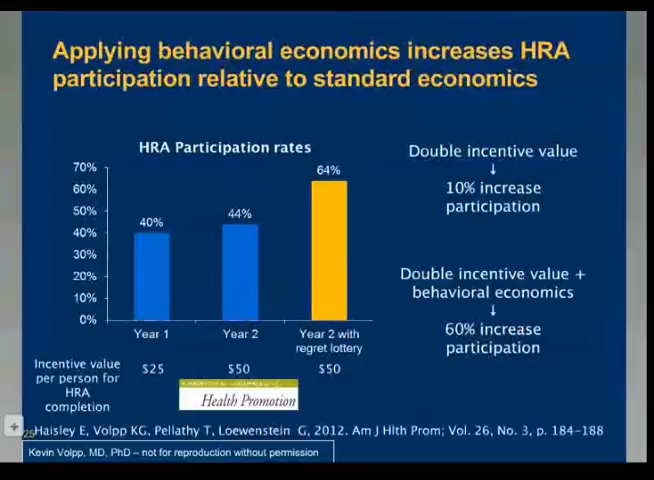 Applying behavioral economics increases HRA
participation relative to standard economics
HRA Participation rates
70%
60%
50%
40%
30%
20%
10%
0%
40%
44%
64%
Year 1
Year 2
Year 2 with
regret lottery
Incentive value
per person for
HRA
completion
$25
$50
$50
Double incentive value
↓
10% increase
participation
Double incentive value +
behavioral economics
↓
60% increase
participation
Health Promotion
25
Haisley E, Volpp KG, Pellathy T, Loewenstein G, 2012. Am J Hlth Prom; Vol. 26, No. 3, p. 184-188
Kevin Volpp, MD, PhD – not for reproduction without permission